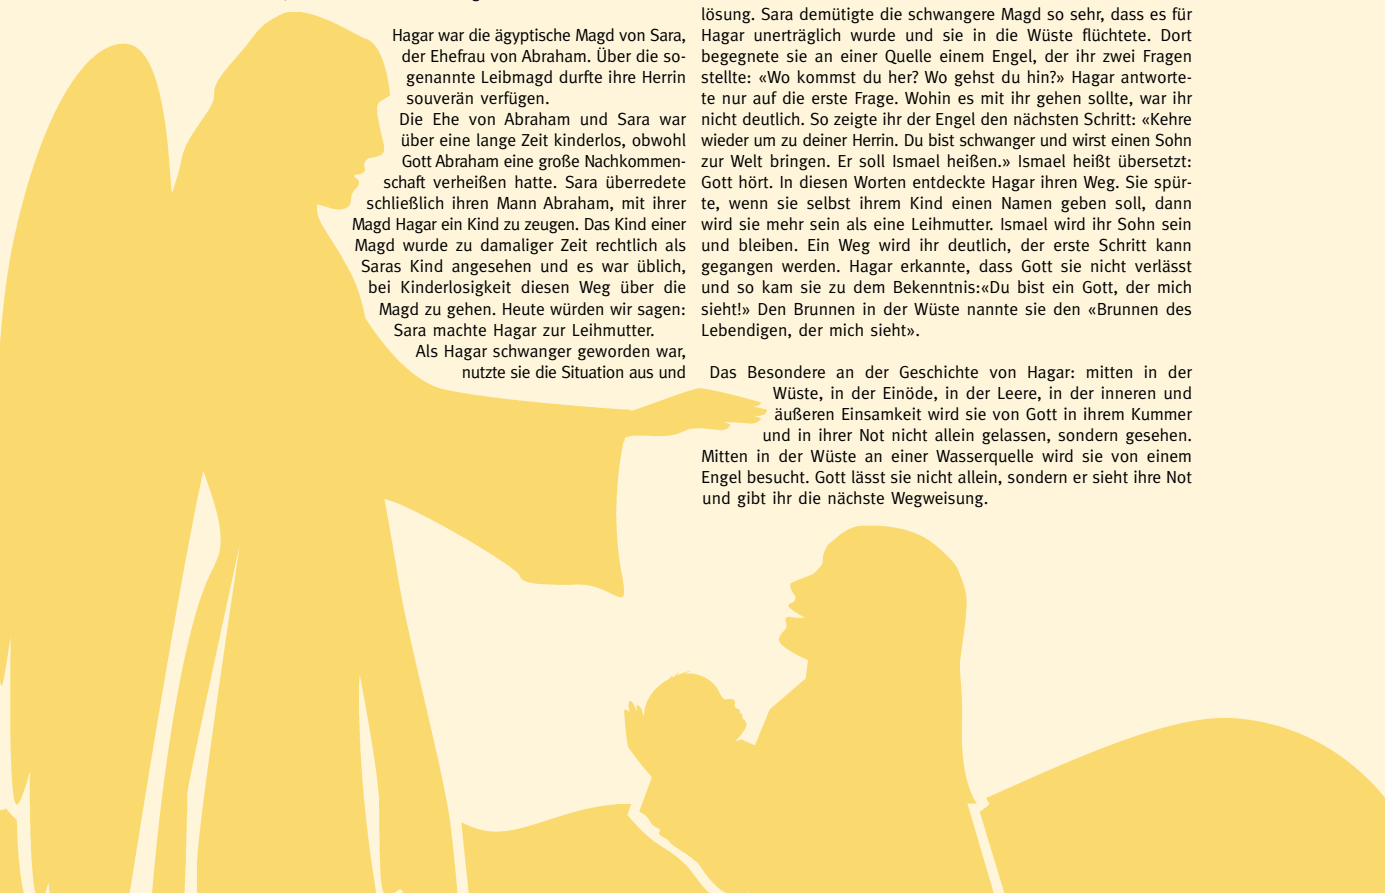 Hagar war die ägyptische Magd von Sara,
der Ehefrau von Abraham. Über die so-
genannte Leibmagd durfte ihre Herrin
souverän verfügen.
Die Ehe von Abraham und Sara war
über eine lange Zeit kinderlos, obwohl
Gott Abraham eine große Nachkommen-
schaft verheißen hatte. Sara überredete
schließlich ihren Mann Abraham, mit ihrer
Magd Hagar ein Kind zu zeugen. Das Kind einer
Magd wurde zu damaliger Zeit rechtlich als
Saras Kind angesehen und es war üblich,
bei Kinderlosigkeit diesen Weg über die
Magd zu gehen. Heute würden wir sagen:
Sara machte Hagar zur Leihmutter.
Als Hagar schwanger geworden war,
nutzte sie die Situation aus und
lösung. Sara demütigte die schwangere Magd so sehr, dass es für
Hagar unerträglich wurde und sie in die Wüste flüchtete. Dort
begegnete sie an einer Quelle einem Engel, der ihr zwei Fragen
stellte: «Wo kommst du her? Wo gehst du hin?» Hagar antworte-
te nur auf die erste Frage. Wohin es mit ihr gehen sollte, war ihr
nicht deutlich. So zeigte ihr der Engel den nächsten Schritt: «Kehre
wieder um zu deiner Herrin. Du bist schwanger und wirst einen Sohn
zur Welt bringen. Er soll Ismael heißen.» Ismael heißt übersetzt:
Gott hört. In diesen Worten entdeckte Hagar ihren Weg. Sie spür-
te, wenn sie selbst ihrem Kind einen Namen geben soll, dann
wird sie mehr sein als eine Leihmutter. Ismael wird ihr Sohn sein
und bleiben. Ein Weg wird ihr deutlich, der erste Schritt kann
gegangen werden. Hagar erkannte, dass Gott sie nicht verlässt
und so kam sie zu dem Bekenntnis:«Du bist ein Gott, der mich
sieht!» Den Brunnen in der Wüste nannte sie den «Brunnen des
Lebendigen, der mich sieht».
Das Besondere an der Geschichte von Hagar: mitten in der
Wüste, in der Einöde, in der Leere, in der inneren und
äußeren Einsamkeit wird sie von Gott in ihrem Kummer
und in ihrer Not nicht allein gelassen, sondern gesehen.
Mitten in der Wüste an einer Wasserquelle wird sie von einem
Engel besucht. Gott lässt sie nicht allein, sondern er sieht ihre Not
und gibt ihr die nächste Wegweisung.